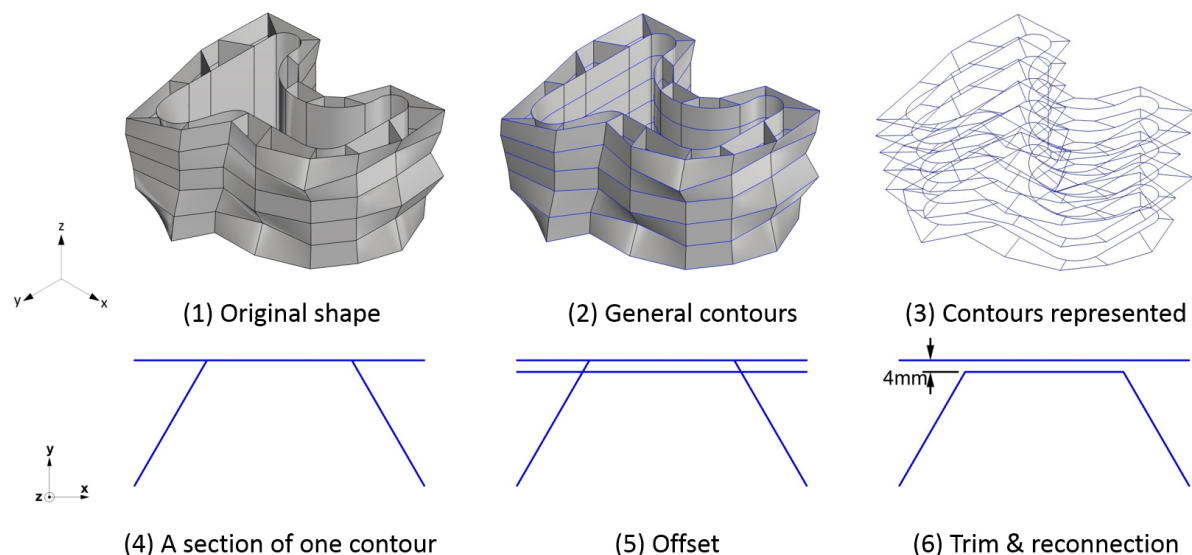 z
y
x
(1) Original shape
(2) General contours
(3) Contours represented
4mm
y
z
x
(4) A section of one contour
(5) Offset
(6) Trim & reconnection